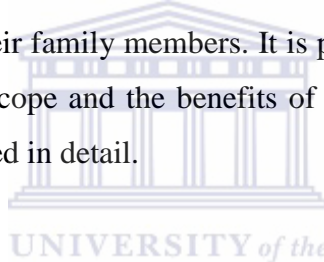 eir family members. It is p
cope and the benefits of
ed in detail.
UNIVERSITY of the